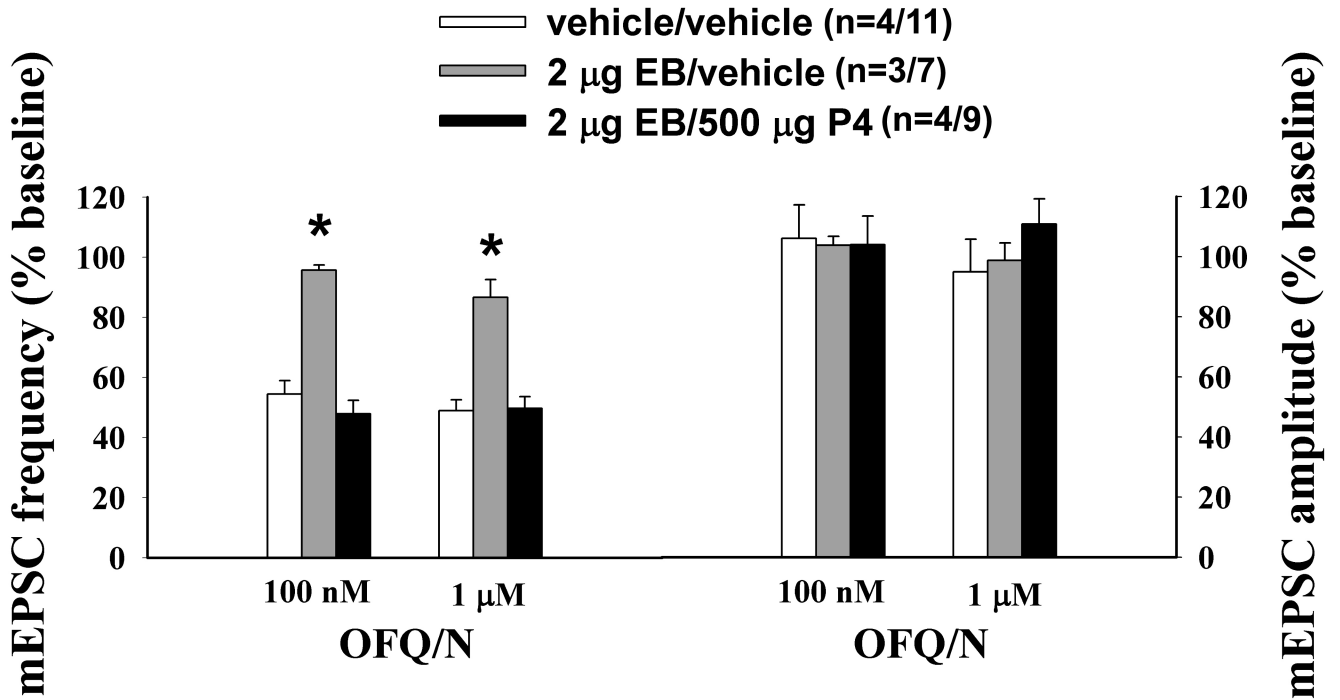 vehicle/vehicle (n=4/11)
2 μg EB/vehicle (n=3/7)
2 μg EB/500 μg P4 (n=4/9)
mEPSC frequency (% baseline)
120
100
80
60
40
20
0
*
*
100 nM
1 μM
OFQ/N
100 nM
1 μM
OFQ/N
120
100
80
60
40
20
0
mEPSC amplitude (% baseline)